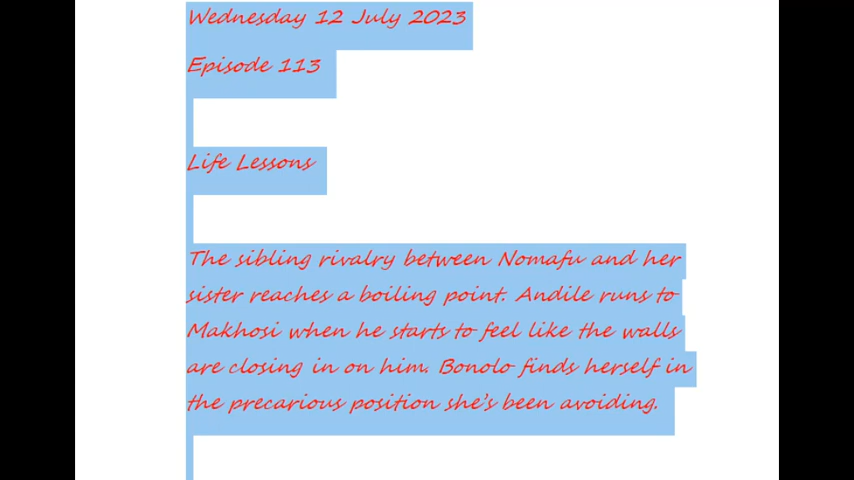 Wednesday 12 July 2023
Episode 113
Life Lessons
The sibling rivalry between Nomafu and her
sister reaches a boiling point. Andile runs to
Makhosi when he starts to feel like the walls
are closing in on him. Bonolo finds herself in
the precarious position she's been avoiding.